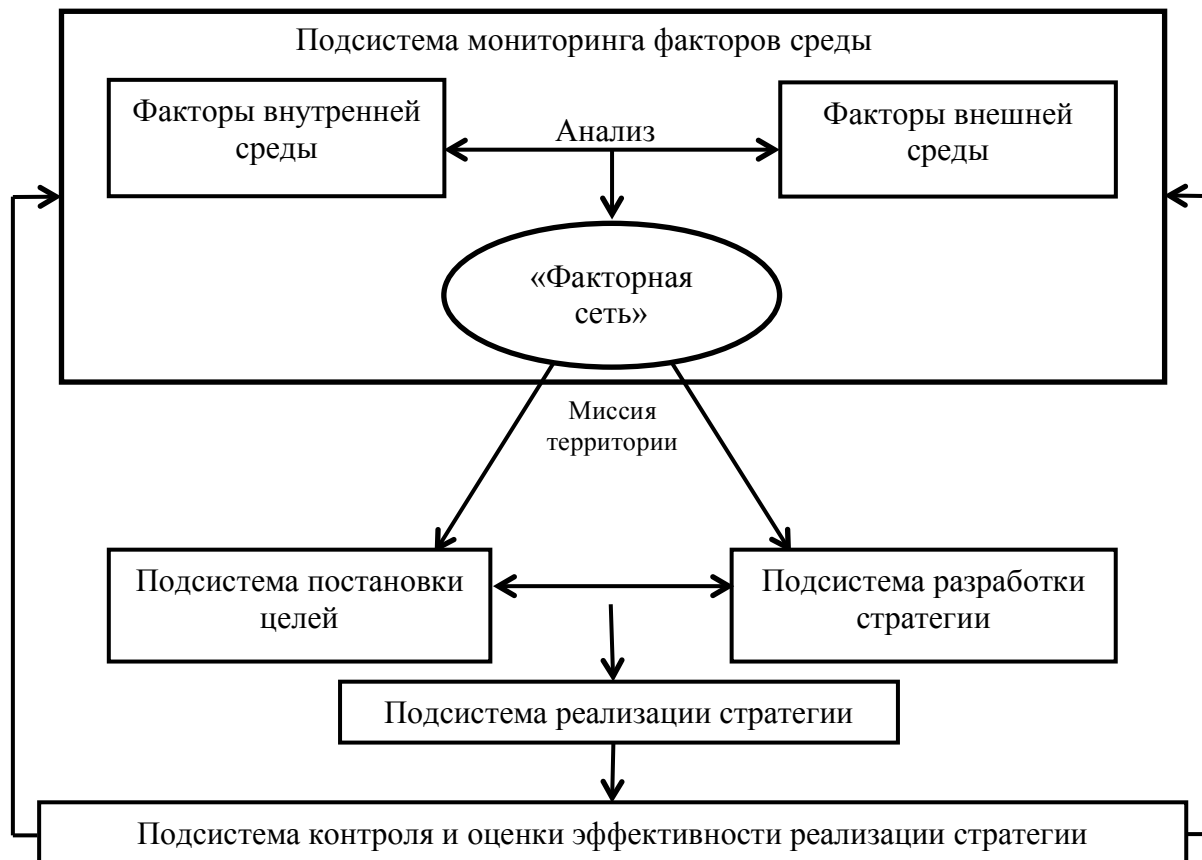 Подсистема мониторинга факторов среды
Факторы внутренней
среды
Анализ
Факторы внешней
среды
«Факторная
сеть»
Миссия
территории
Подсистема постановки
целей
Подсистема разработки
стратегии
Подсистема реализации стратегии
Подсистема контроля и оценки эффективности реализации стратегии